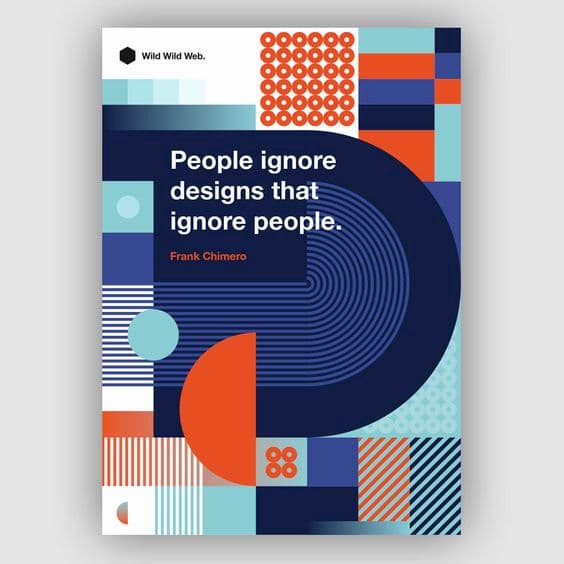 Wild Wild Web.
People ignore
designs that
ignore people.
Frank Chimero